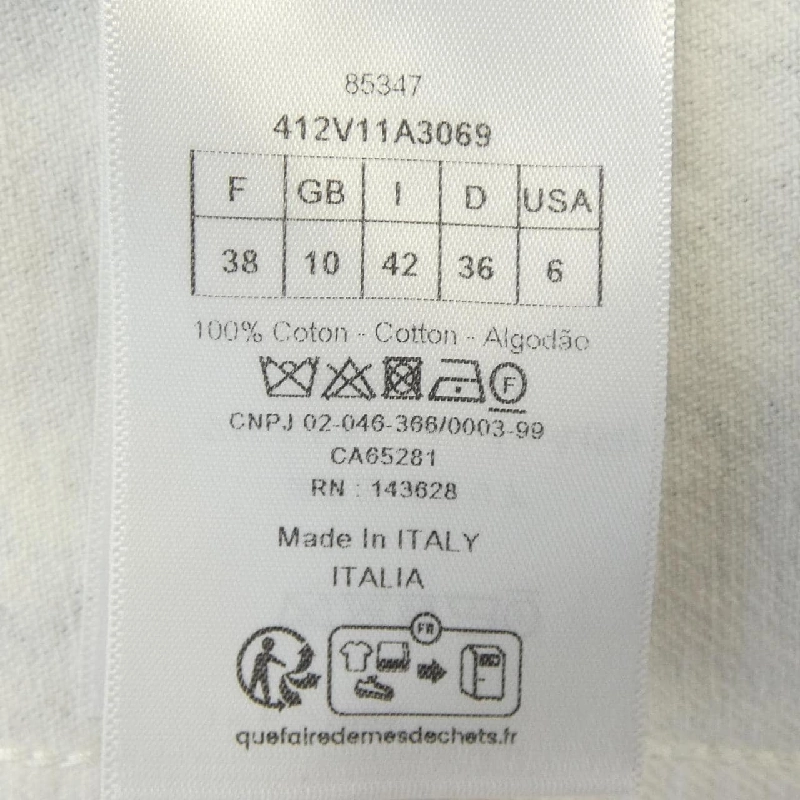 85347
412V11A3069
F GB I D USA
38 10 42 36 6
100% Coton - Cotton - Algodão
F
CNPJ 02-046-366/0003-99
CA65281
RN : 143628
Made In ITALY
ITALIA
FR
quefairedemesdechets.fr